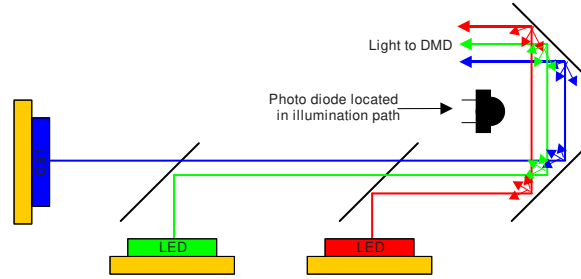 Light to DMD
Photo diode located
in illumination path
LED
LED
LED